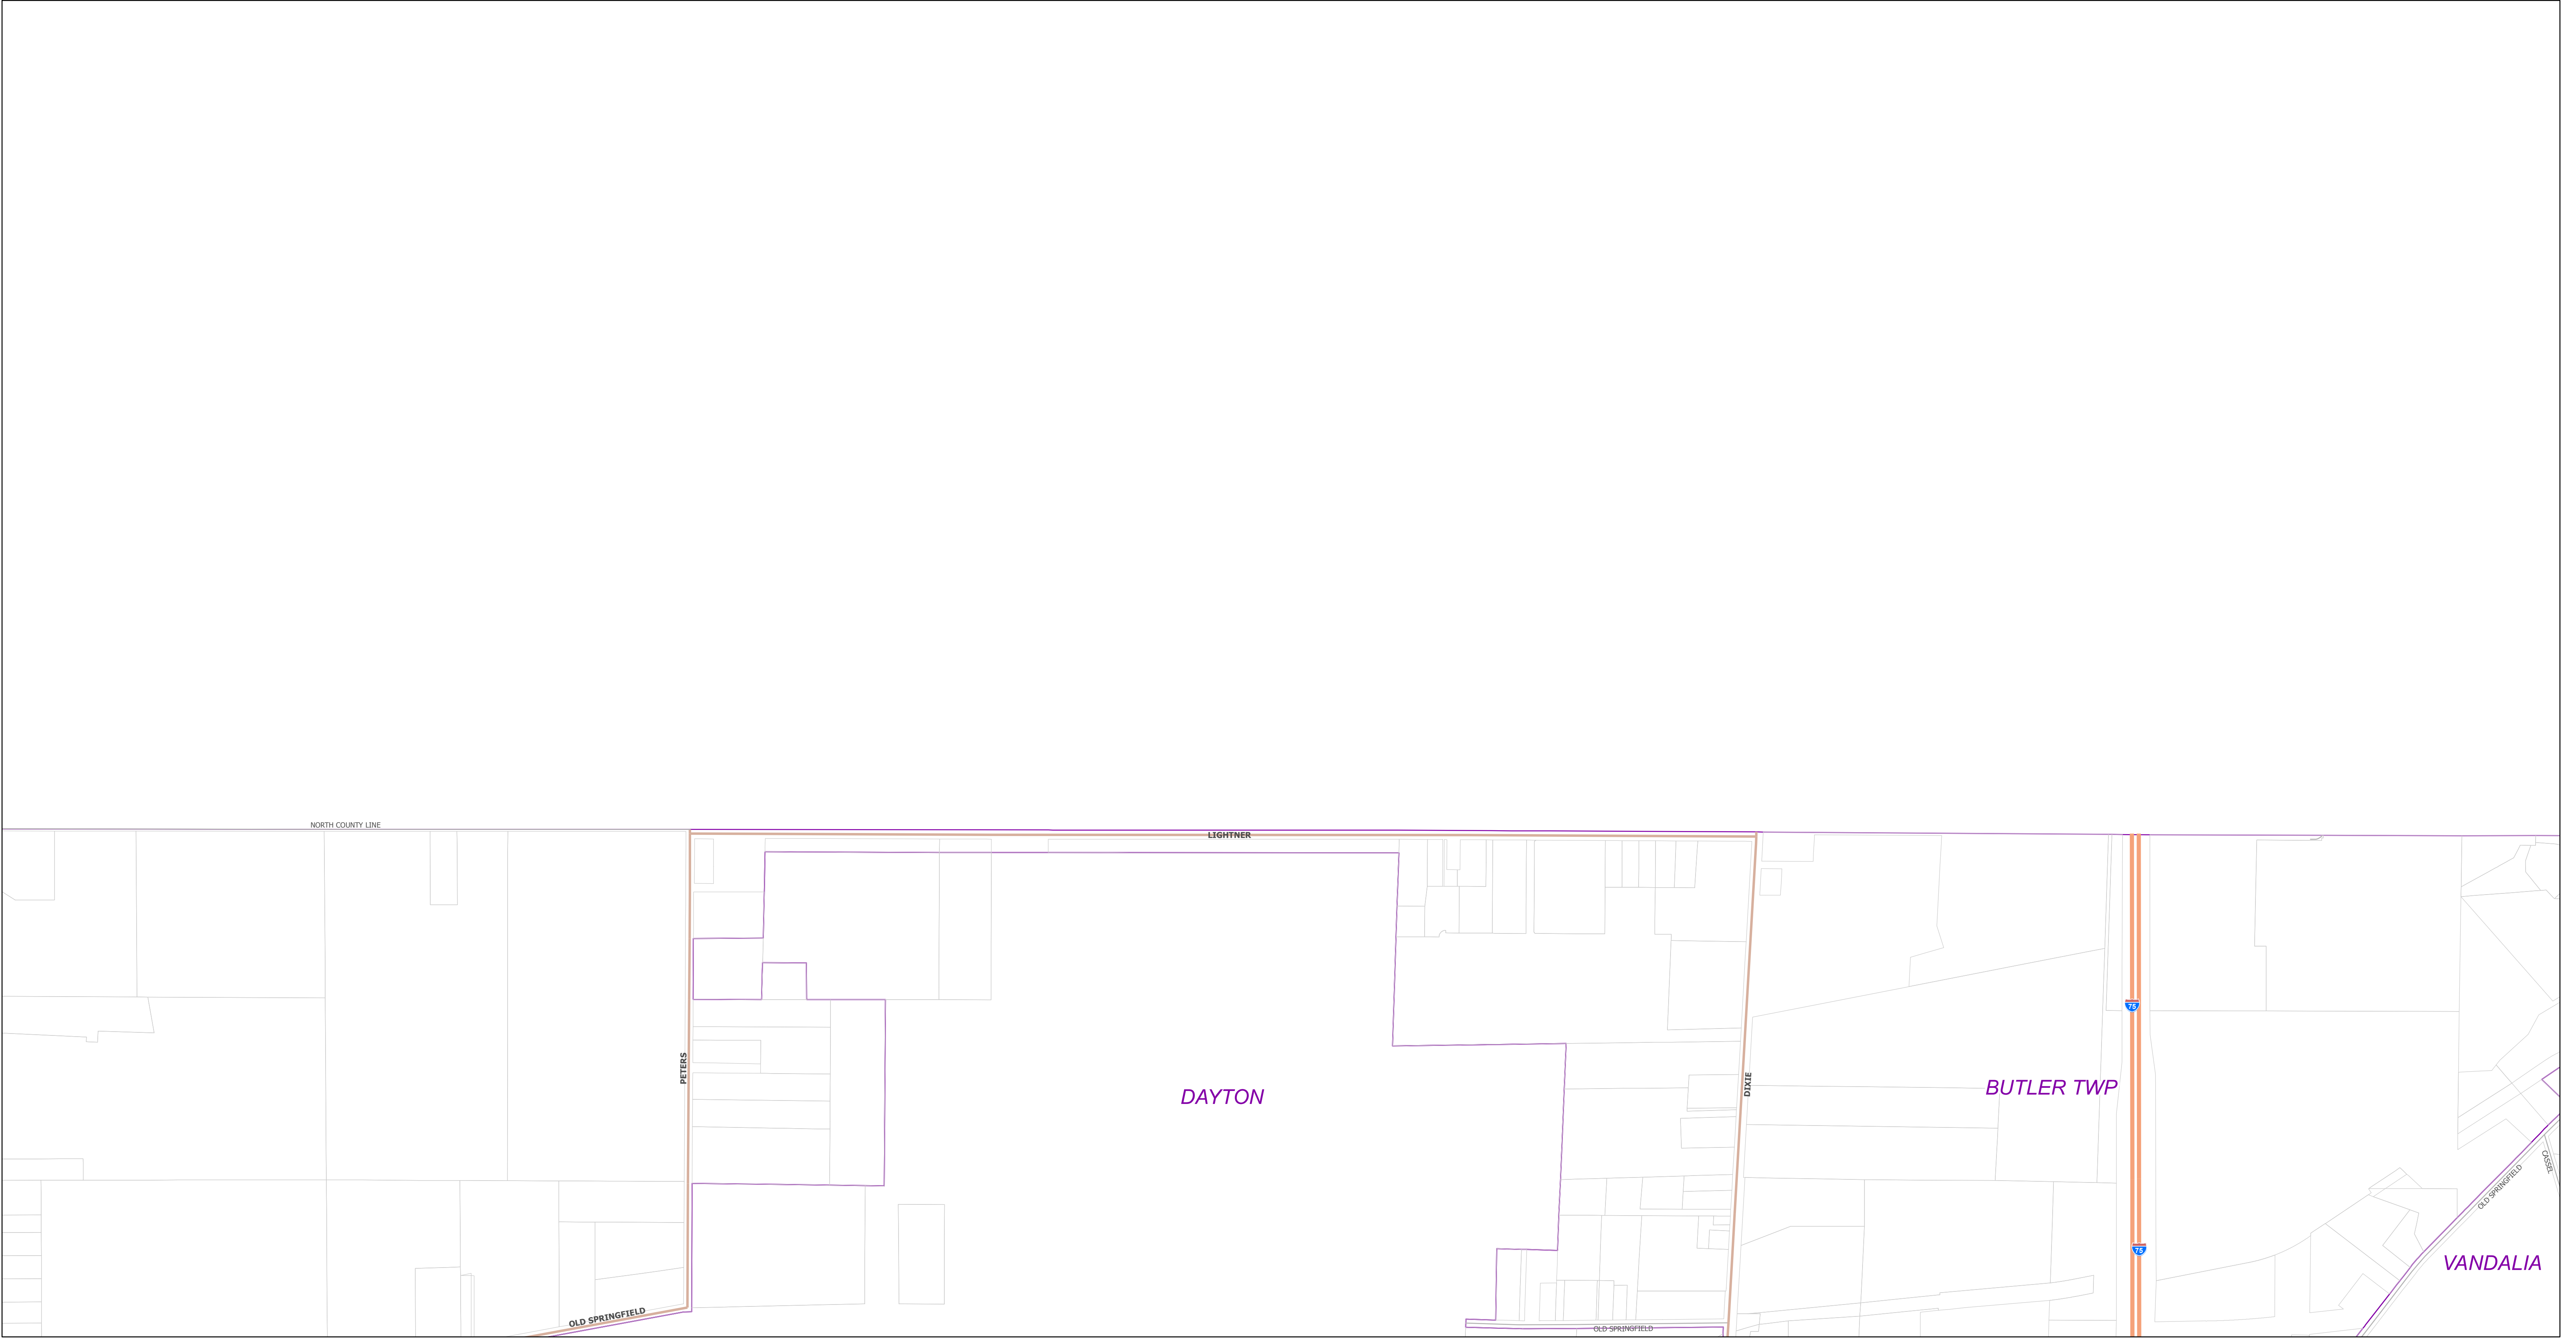 NORTH COUNTY LINE
LIGHTNER
75
PETERS
DIXIE
DAYTON
BUTLER TWP
CASSEL
OLD SPRINGFIELD
75
VANDALIA
OLD SPRINGFIELD
OLD SPRINGFIELD